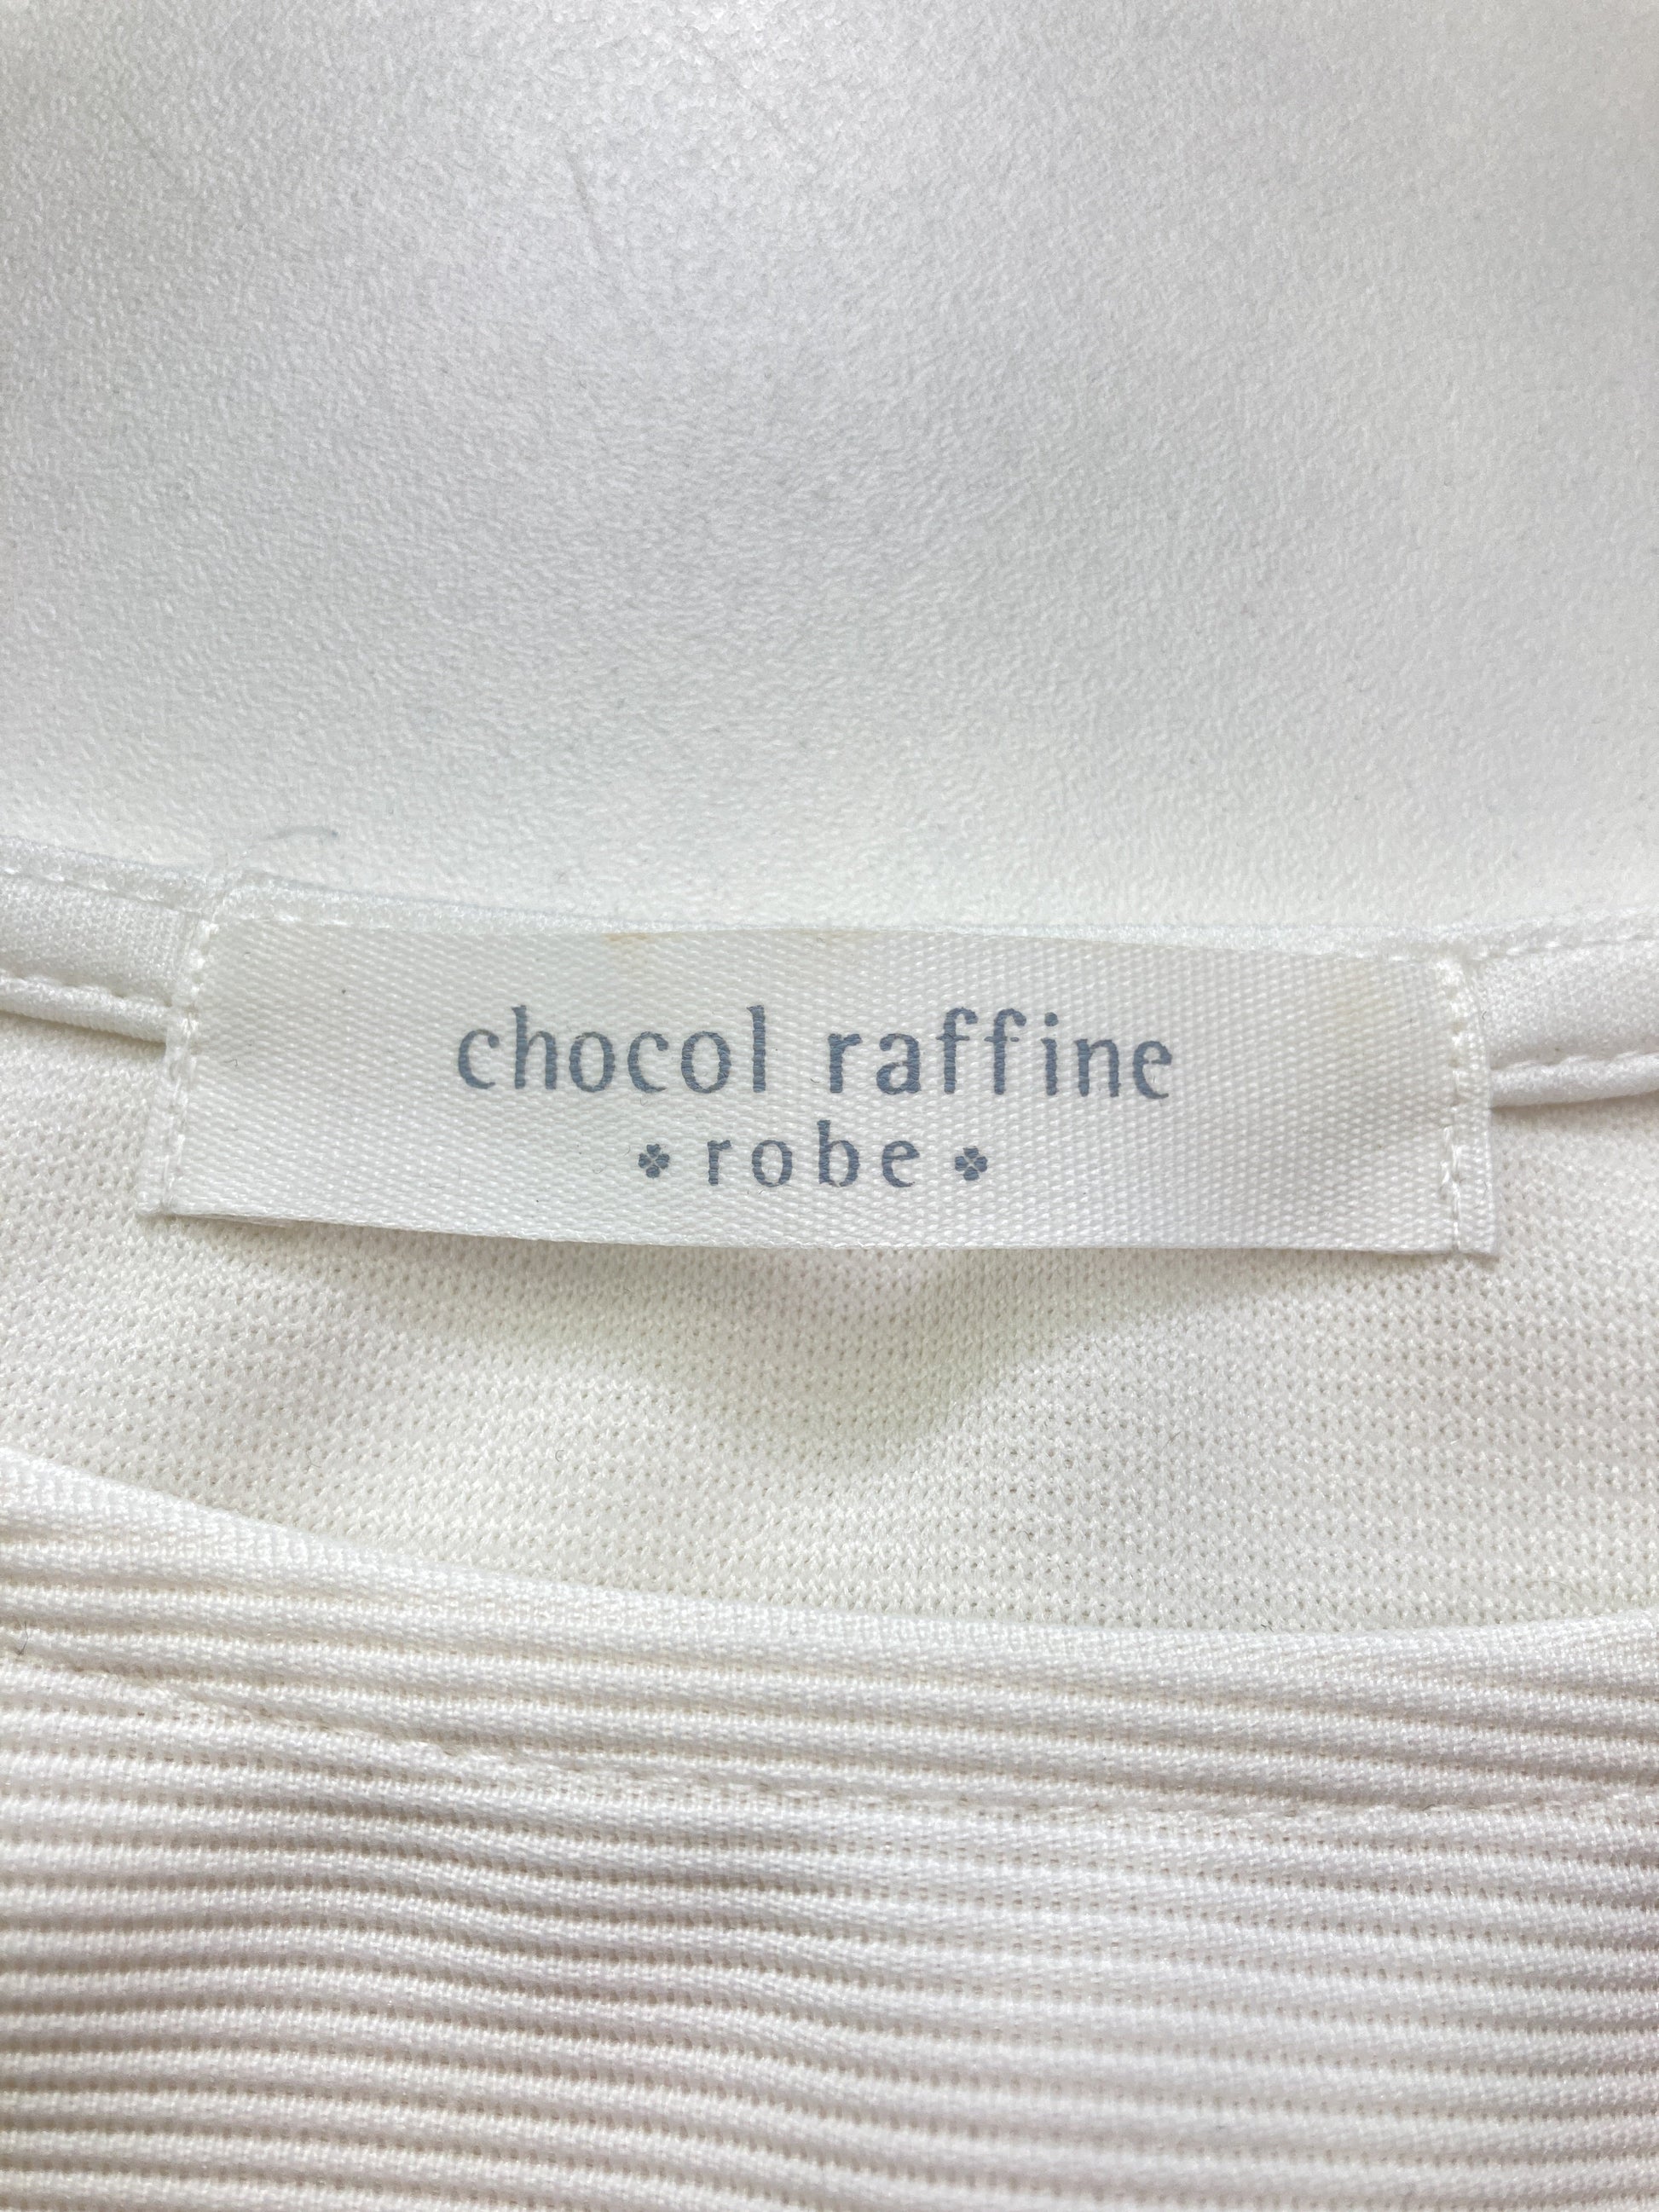 chocol raffine
robe